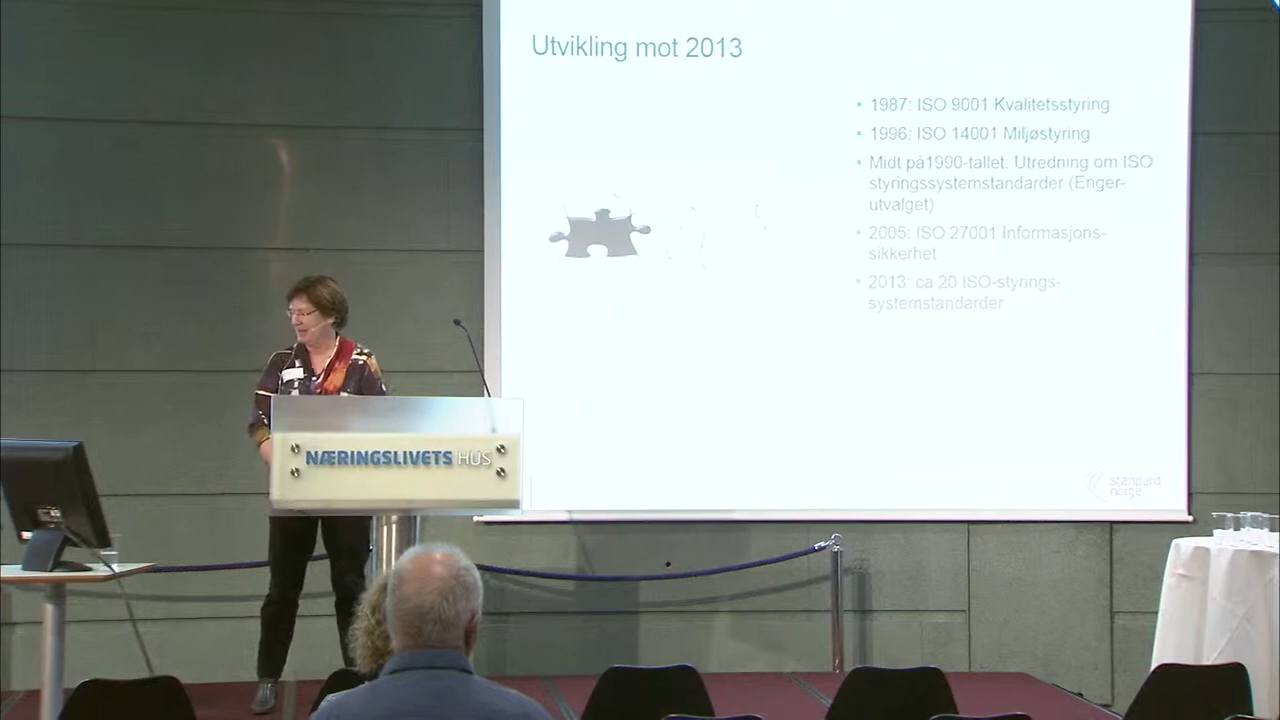 Utvikling mot 2013
• 1987: ISO 9001 Kvalitetsstyring
• 1996: ISO 14001 Miljøstyring
• Midt på1990-tallet. Utredning om ISO
styringssystemstandarder (Enger-
utvalget)
• 2005: ISO 27001 Informasjons-
sikkerhet
• 2013: ca 20 ISO-styrings-
systemstandarder
NÆRINGSLIVETS HUS
standard
norge